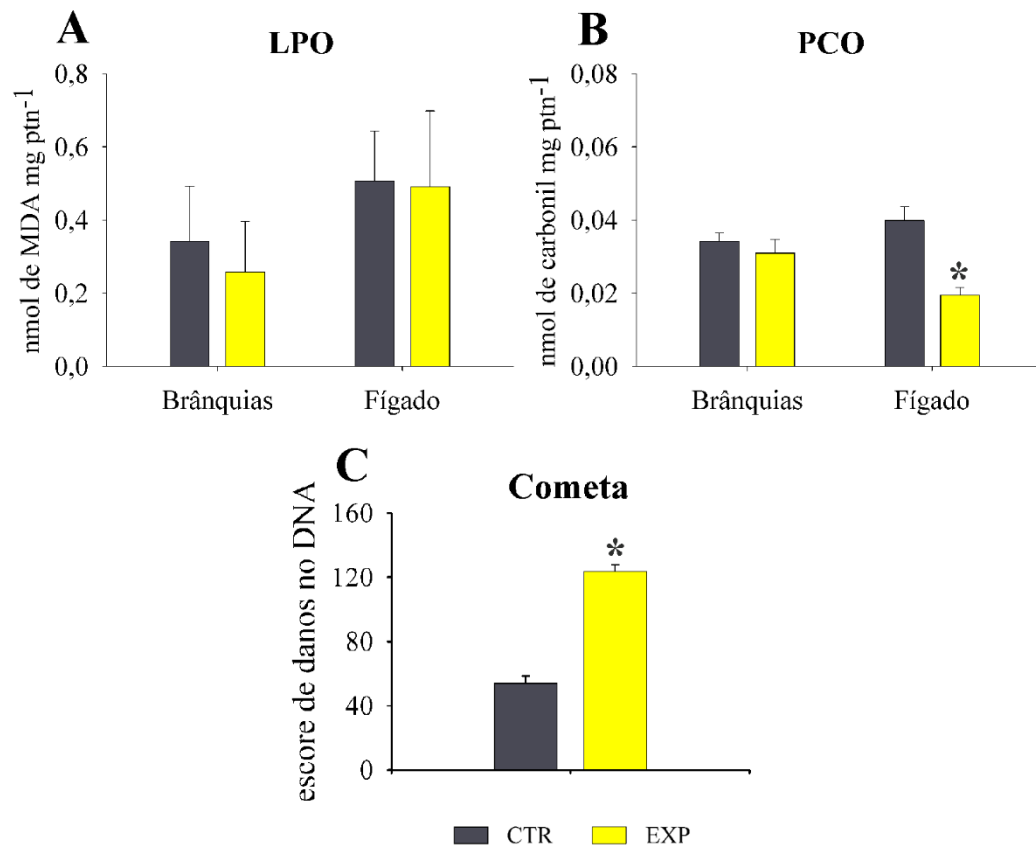 A
LPO
nmol de MDA mg ptn-1
0,8
0,6
0,4
0,2
0,0
Brânquias
Fígado
B
PCO
nmol de carbonil mg ptn-1
0,08
0,06
0,04
0,02
0,00
*
Brânquias
Fígado
C
Cometa
escore de danos no DNA
160
120
80
40
0
*
CTR
EXP